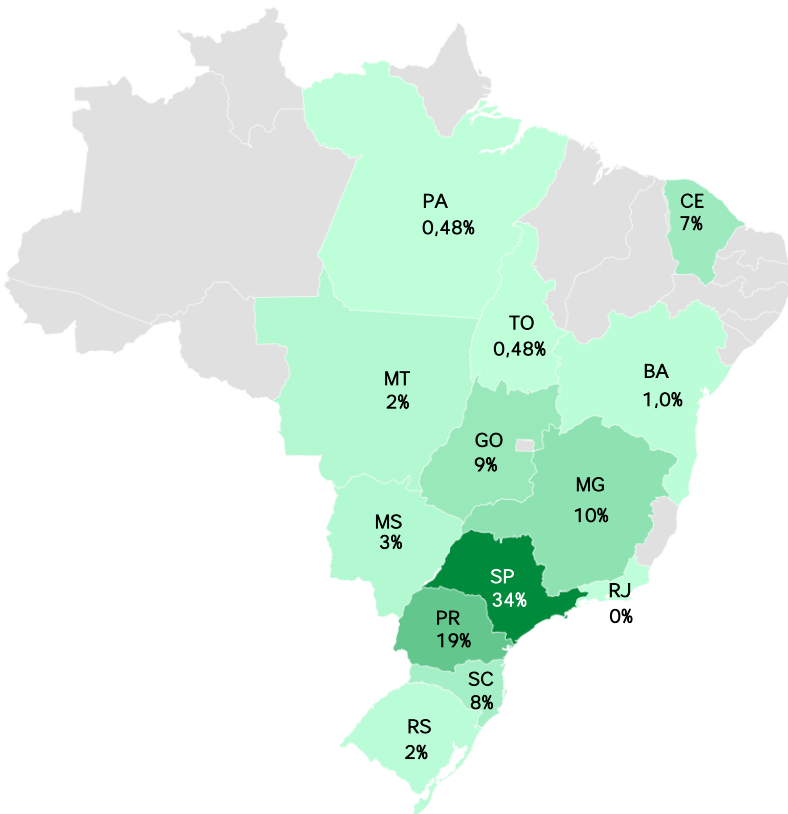 PA
0,48%
CE
7%
TO
0,48%
BA
1,0%
MT
2%
GO
9%
MG
10%
MS
3%
SP
34%
RJ
0%
PR
19%
SC
8%
RS
2%